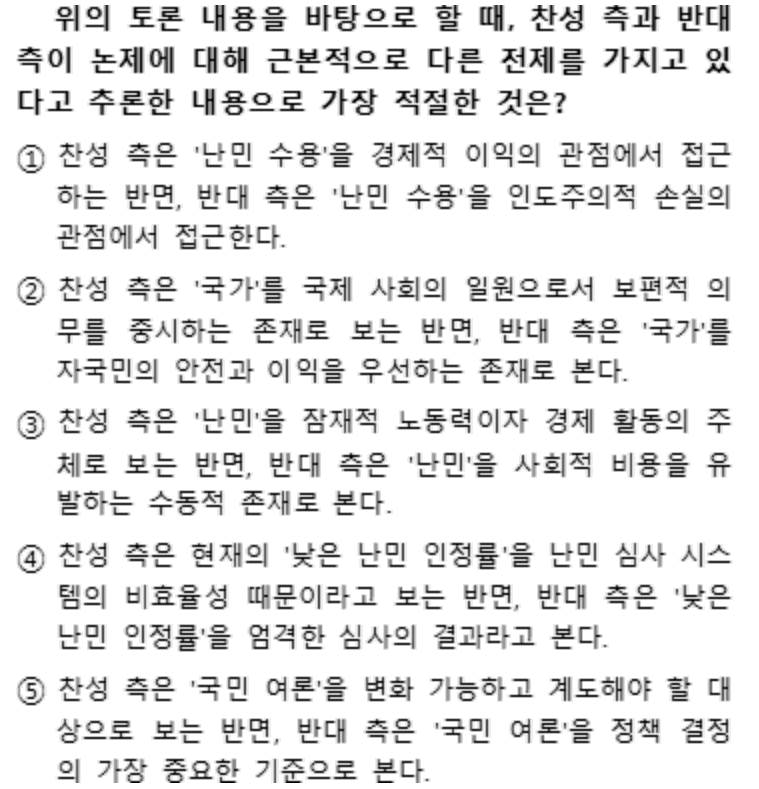 위의 토론 내용을 바탕으로 할 때, 찬성 측과 반대
측이 논제에 대해 근본적으로 다른 전제를 가지고 있
다고 추론한 내용으로 가장 적절한 것은?
① 찬성 측은 '난민 수용'을 경제적 이익의 관점에서 접근
하는 반면, 반대 측은 '난민 수용'을 인도주의적 손실의
관점에서 접근한다.
② 찬성 측은 '국가'를 국제 사회의 일원으로서 보편적 의
무를 중시하는 존재로 보는 반면, 반대 측은 '국가'를
자국민의 안전과 이익을 우선하는 존재로 본다.
③ 찬성 측은 '난민'을 잠재적 노동력이자 경제 활동의 주
체로 보는 반면, 반대 측은 '난민'을 사회적 비용을 유
발하는 수동적 존재로 본다.
④ 찬성 측은 현재의 '낮은 난민 인정률'을 난민 심사 시스
템의 비효율성 때문이라고 보는 반면, 반대 측은 '낮은
난민 인정률'을 엄격한 심사의 결과라고 본다.
⑤ 찬성 측은 '국민 여론'을 변화 가능하고 계도해야 할 대
상으로 보는 반면, 반대 측은 '국민 여론'을 정책 결정
의 가장 중요한 기준으로 본다.